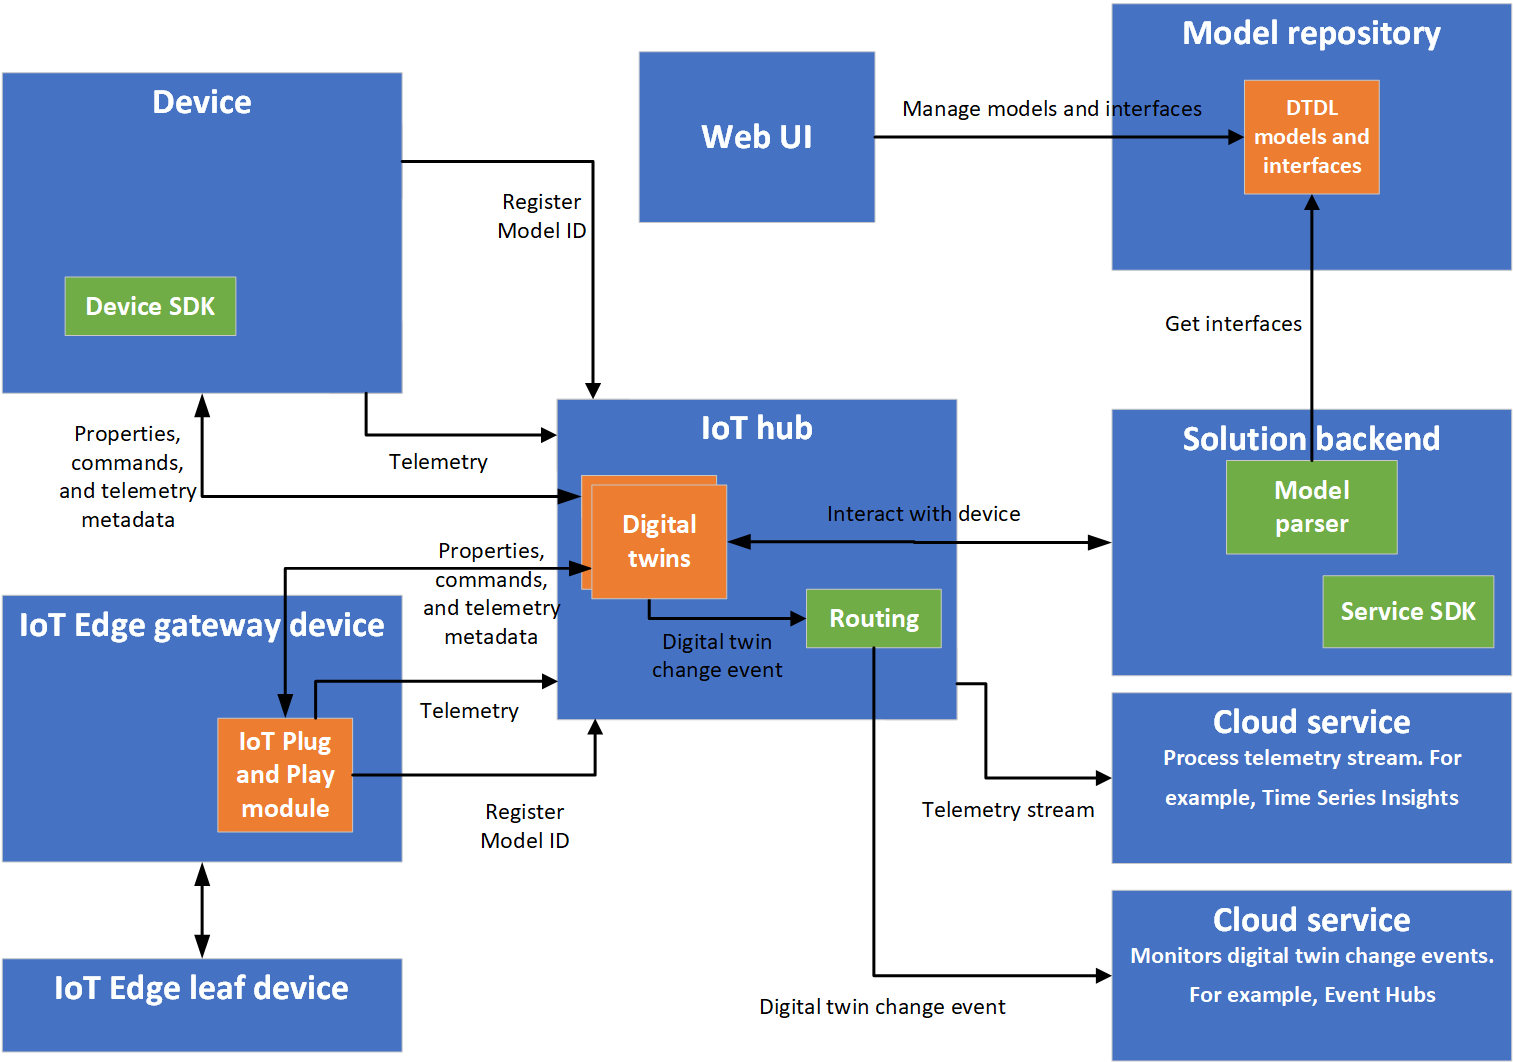 Model repository
DTDL
models and
interfaces
Device
Device SDK
Web UI
Manage models and interfaces
Register
Model ID
Get interfaces
Properties,
commands,
and telemetry
metadata
Telemetry
IoT hub
Digital
twins
Interact with device
Solution backend
Model
parser
Service SDK
Properties,
commands,
and telemetry
metadata
Routing
Digital twin
change event
IoT Edge gateway device
IoT Plug
and Play
module
Telemetry
Register
Model ID
Telemetry stream
Cloud service
Process telemetry stream. For
example, Time Series Insights
Cloud service
Monitors digital twin change events.
For example, Event Hubs
Digital twin change event
IoT Edge leaf device